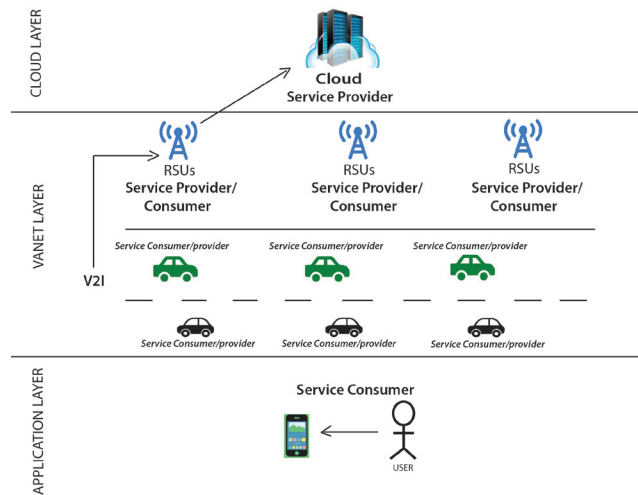 CLOUD LAYER
Cloud
Service Provider
VANET LAYER
RSUs
Service Provider/
Consumer
RSUs
Service Provider/
Consumer
RSUs
Service Provider/
Consumer
V2I
Service Consumer/provider
Service Consumer/provider
Service Consumer/provider
Service Consumer/provider
Service Consumer/provider
Service Consumer/provider
APPLICATION LAYER
Service Consumer
USER